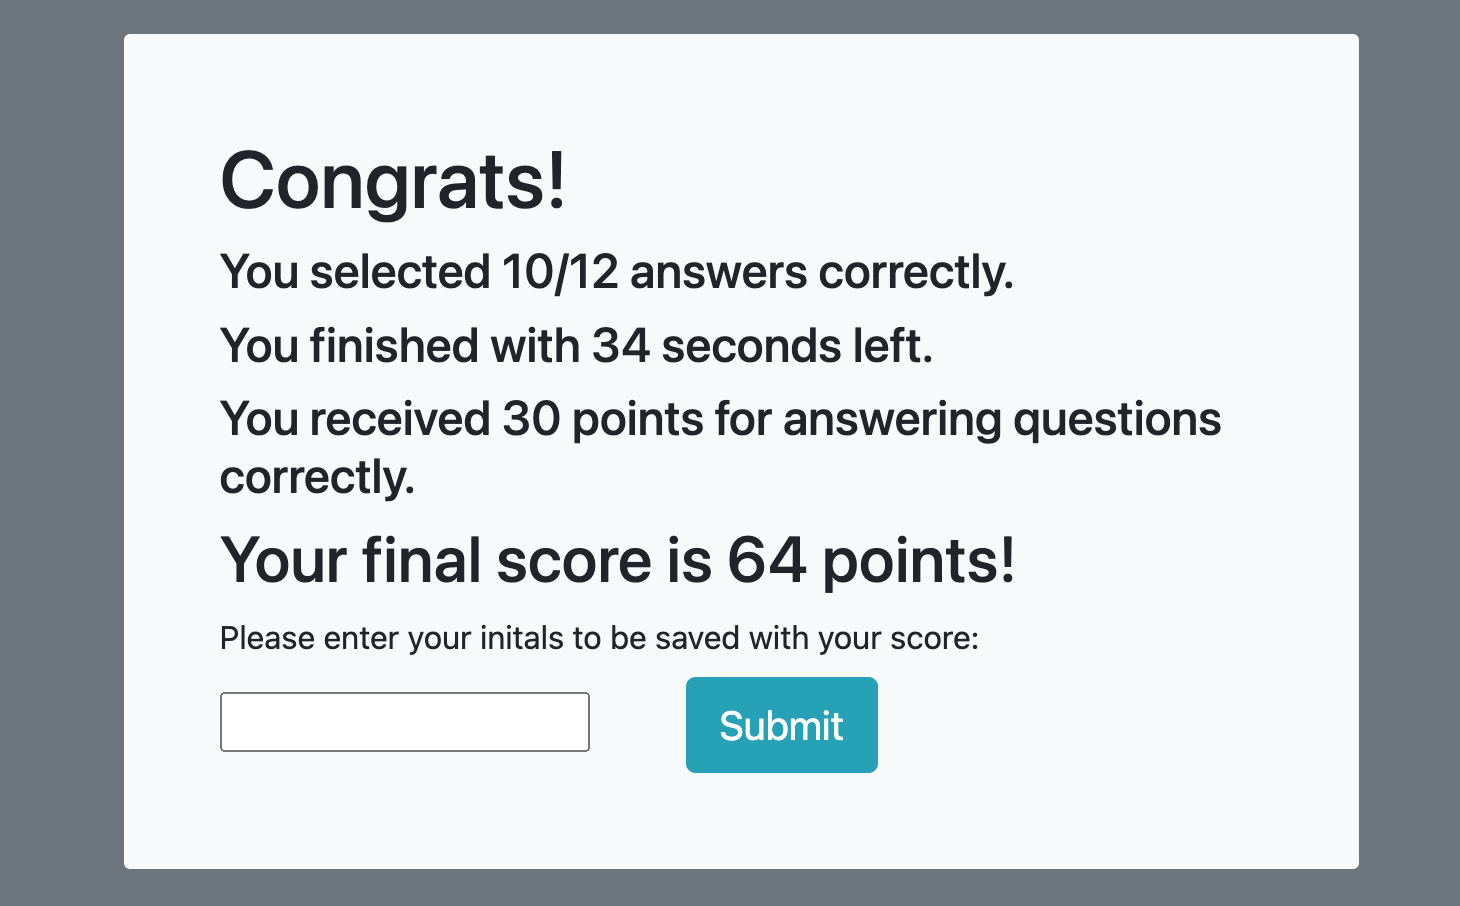 Congrats!
You selected 10/12 answers correctly.
You finished with 34 seconds left.
You received 30 points for answering questions
correctly.
Your final score is 64 points!
Please enter your initals to be saved with your score:
Submit